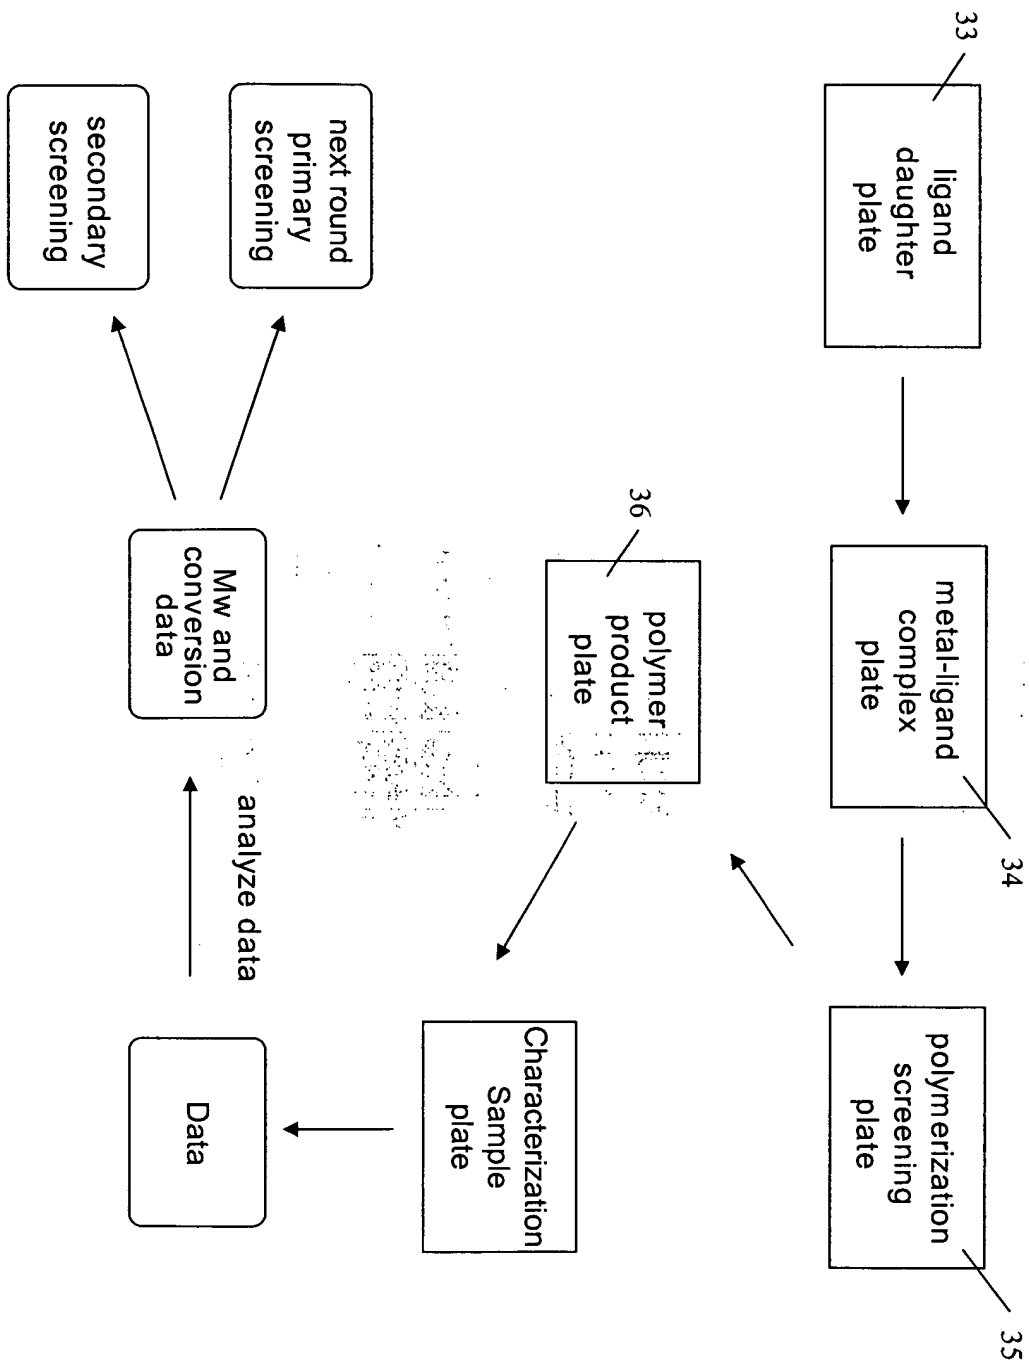 33
ligand
daughter
plate
metal-ligand
complex
plate
34
polymerization
screening
plate
35
36
polymer
product
plate
Characterization
Sample
plate
Data
analyze data
Mw and
conversion
data
next round
primary
screening
secondary
screening